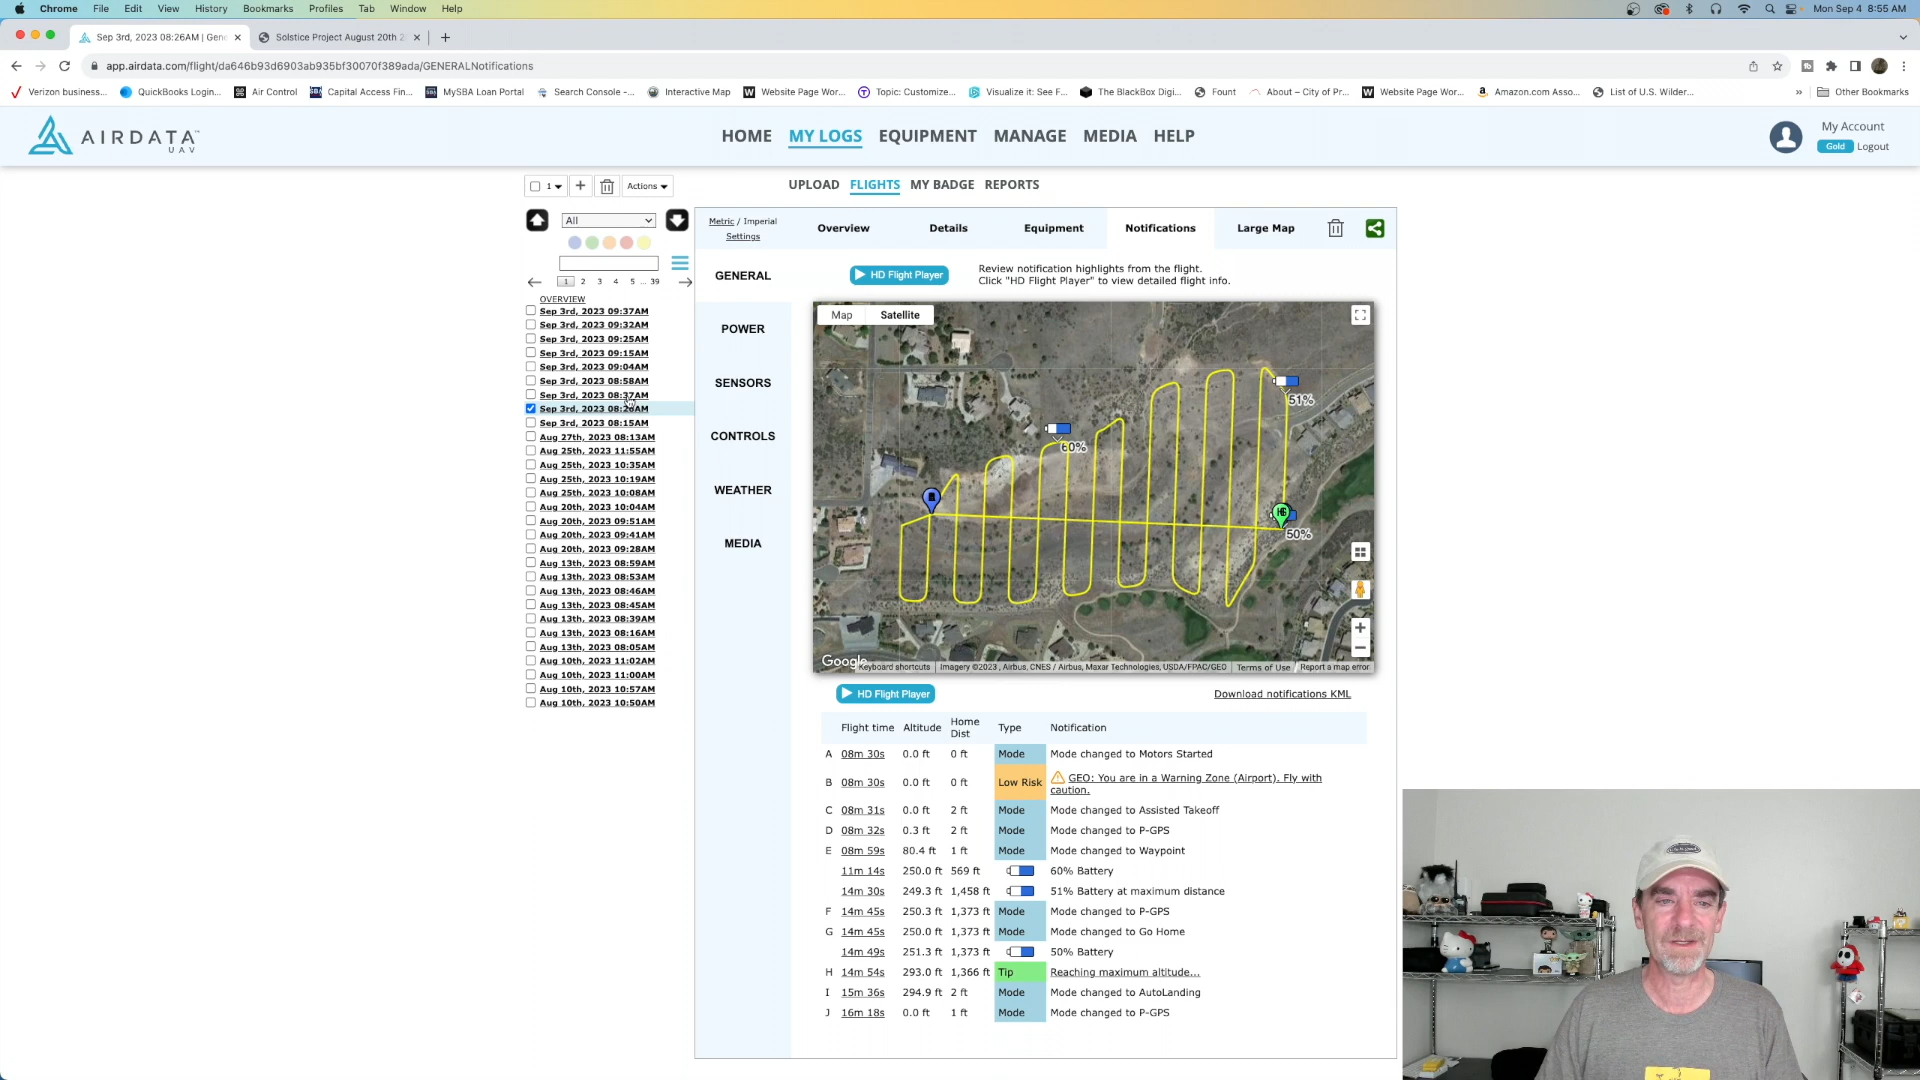 Chrome File Edit View History Bookmarks Profiles Tab Window Help Mon Sep 4 8:55 AM
Sep 3rd, 2023 08:26AM | Gen Solstice Project August 20th 2
app.airdata.com/flight/da646b93d6903ab935bf30070f389ada/GENERALNotifications
Verizon business... QuickBooks Login... Air Control Capital Access Fin... MySBA Loan Portal Search Console -... Interactive Map Website Page Wor... Topic: Customize... Visualize it: See F... The BlackBox Digi... Fount About – City of Pr... Website Page Wor... Amazon.com Asso... List of U.S. Wilder... » Other Bookmarks
AIRDATA UAV
HOME MY LOGS EQUIPMENT MANAGE MEDIA HELP
My Account
Gold Logout
1 Actions
UPLOAD FLIGHTS MY BADGE REPORTS
All
1 2 3 4 5 ... 39
OVERVIEW
Sep 3rd, 2023 09:37AM
Sep 3rd, 2023 09:32AM
Sep 3rd, 2023 09:25AM
Sep 3rd, 2023 09:15AM
Sep 3rd, 2023 09:04AM
Sep 3rd, 2023 08:58AM
Sep 3rd, 2023 08:37AM
Sep 3rd, 2023 08:26AM
Sep 3rd, 2023 08:15AM
Aug 27th, 2023 08:13AM
Aug 25th, 2023 11:55AM
Aug 25th, 2023 10:35AM
Aug 25th, 2023 10:19AM
Aug 25th, 2023 10:08AM
Aug 20th, 2023 10:04AM
Aug 20th, 2023 09:51AM
Aug 20th, 2023 09:41AM
Aug 20th, 2023 09:28AM
Aug 13th, 2023 08:59AM
Aug 13th, 2023 08:53AM
Aug 13th, 2023 08:46AM
Aug 13th, 2023 08:45AM
Aug 13th, 2023 08:39AM
Aug 13th, 2023 08:16AM
Aug 13th, 2023 08:05AM
Aug 10th, 2023 11:02AM
Aug 10th, 2023 11:00AM
Aug 10th, 2023 10:57AM
Aug 10th, 2023 10:50AM
Metric / Imperial
Settings
Overview Details Equipment Notifications Large Map
GENERAL
POWER
SENSORS
CONTROLS
WEATHER
MEDIA
HD Flight Player
Review notification highlights from the flight.
Click "HD Flight Player" to view detailed flight info.
Map Satellite
51%
60%
50%
Google Keyboard shortcuts Imagery ©2023 , Airbus, CNES / Airbus, Maxar Technologies, USDA/FPAC/GEO Terms of Use Report a map error
HD Flight Player Download notifications KML
Flight time Altitude Home Dist Type Notification
A 08m 30s 0.0 ft 0 ft Mode Mode changed to Motors Started
B 08m 30s 0.0 ft 0 ft Low Risk GEO: You are in a Warning Zone (Airport). Fly with
caution.
C 08m 31s 0.0 ft 2 ft Mode Mode changed to Assisted Takeoff
D 08m 32s 0.3 ft 2 ft Mode Mode changed to P-GPS
E 08m 59s 80.4 ft 1 ft Mode Mode changed to Waypoint
11m 14s 250.0 ft 569 ft 60% Battery
14m 30s 249.3 ft 1,458 ft 51% Battery at maximum distance
F 14m 45s 250.3 ft 1,373 ft Mode Mode changed to P-GPS
G 14m 45s 250.0 ft 1,373 ft Mode Mode changed to Go Home
14m 49s 251.3 ft 1,373 ft 50% Battery
H 14m 54s 293.0 ft 1,366 ft Tip Reaching maximum altitude...
I 15m 36s 294.9 ft 2 ft Mode Mode changed to AutoLanding
J 16m 18s 0.0 ft 1 ft Mode Mode changed to P-GPS